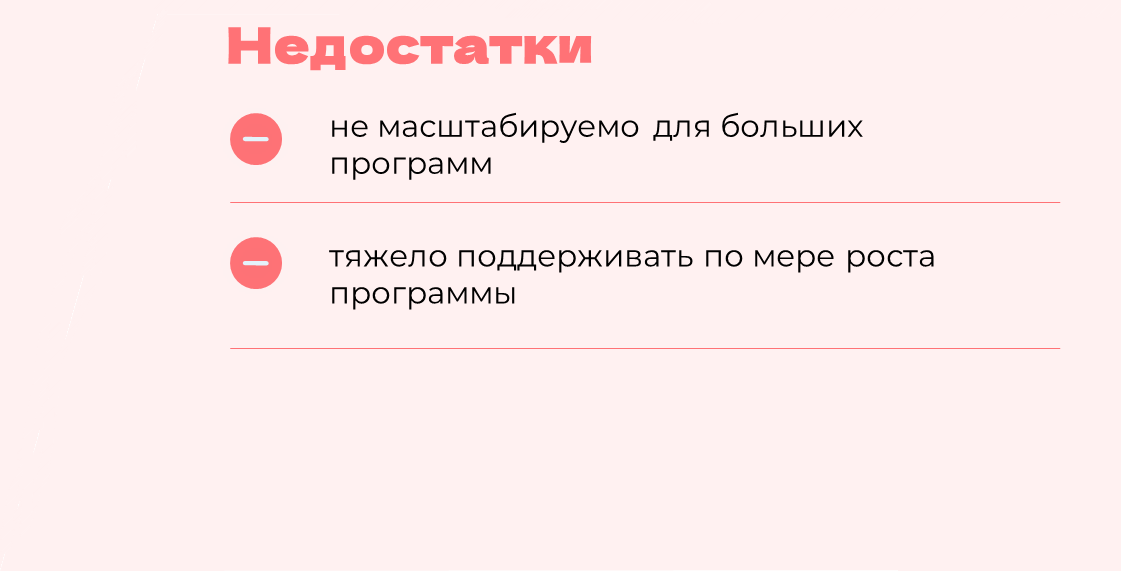 Недостатки
не масштабируемо для больших
программ
тяжело поддерживать по мере роста
программы